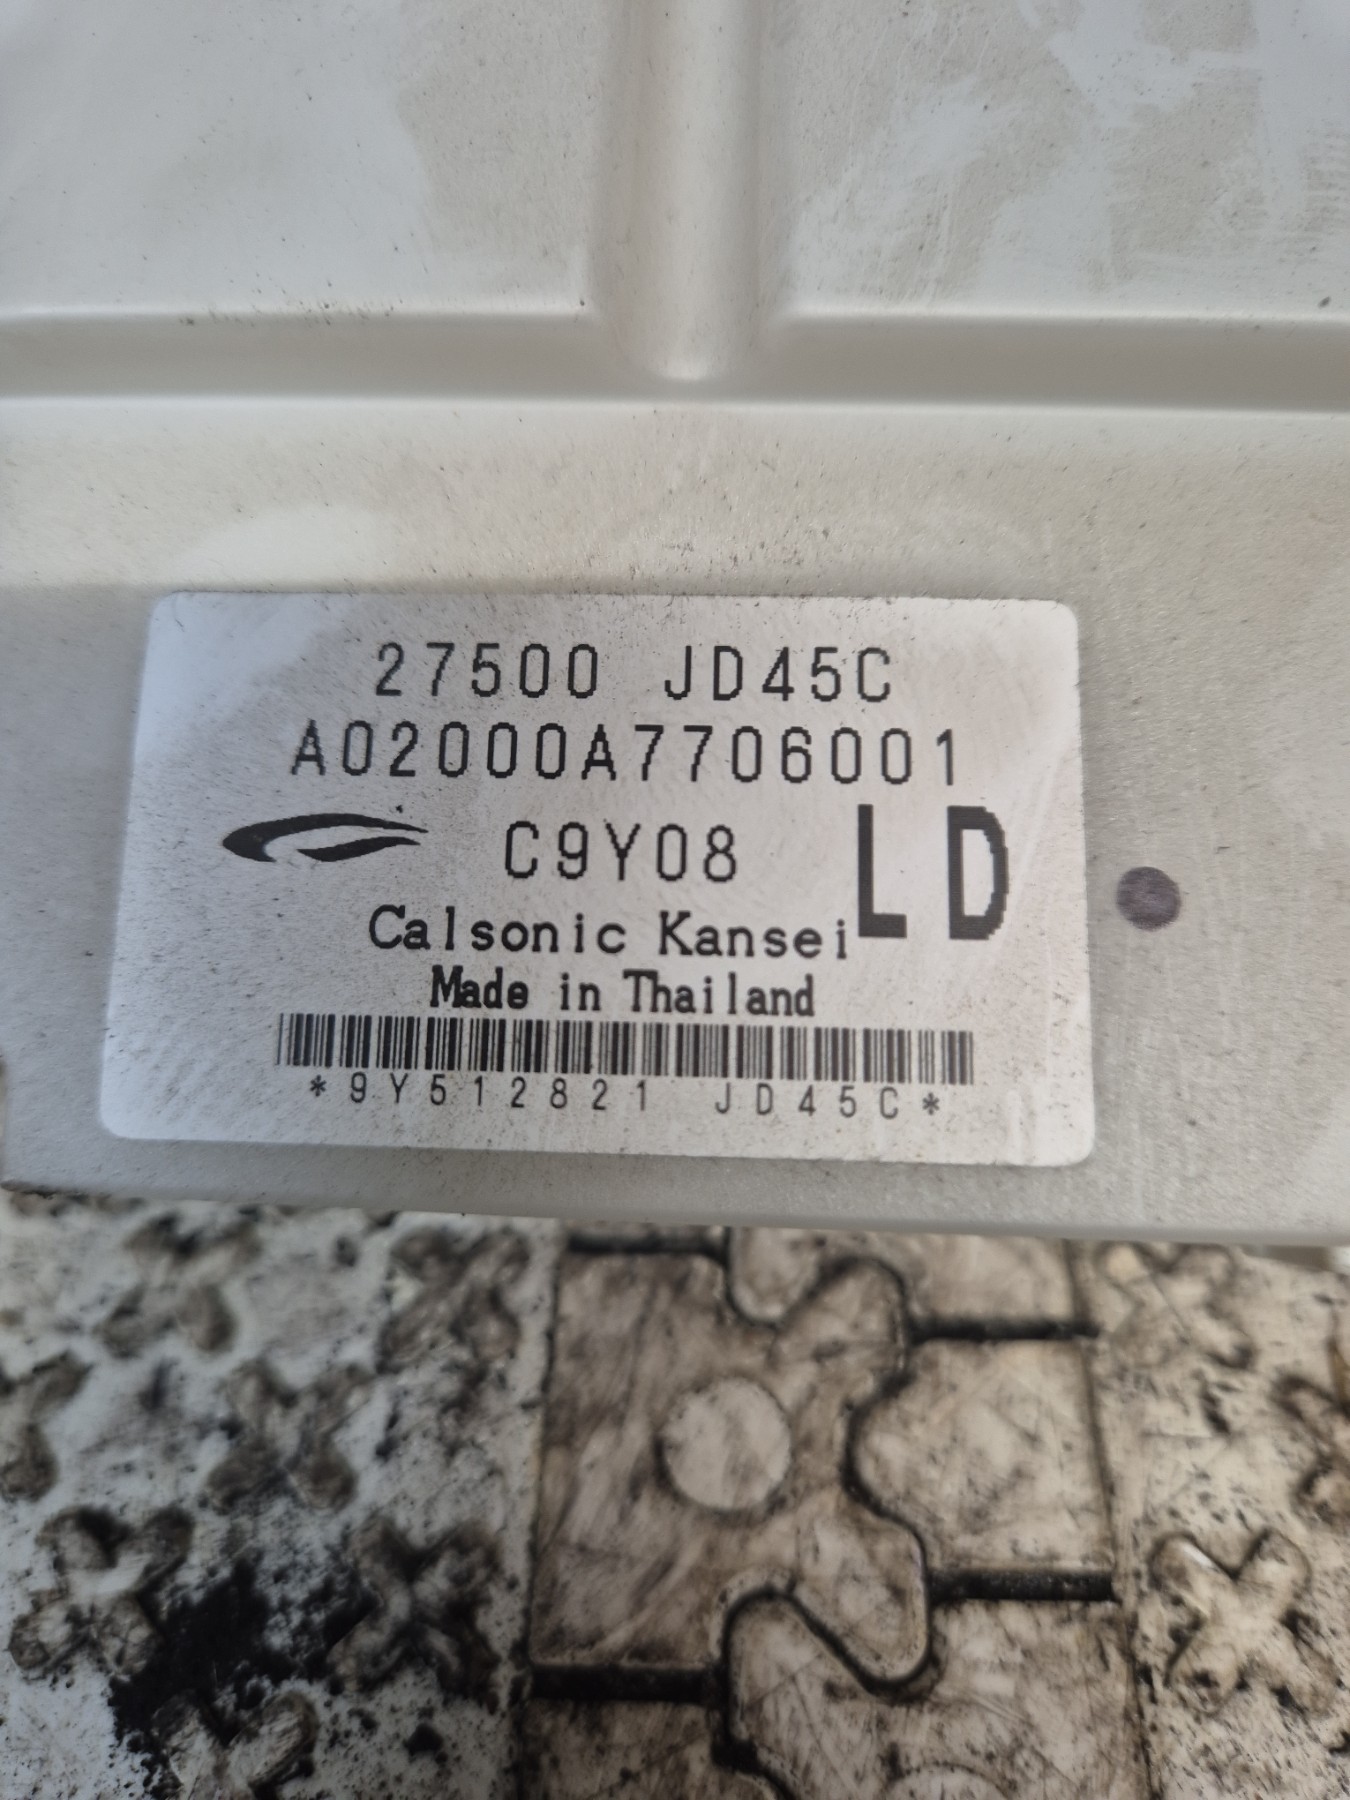 27500 JD45C
A02000A7706001
C9Y08 LD
Calsonic Kansei
Made in Thailand
*9Y512821 JD45C*